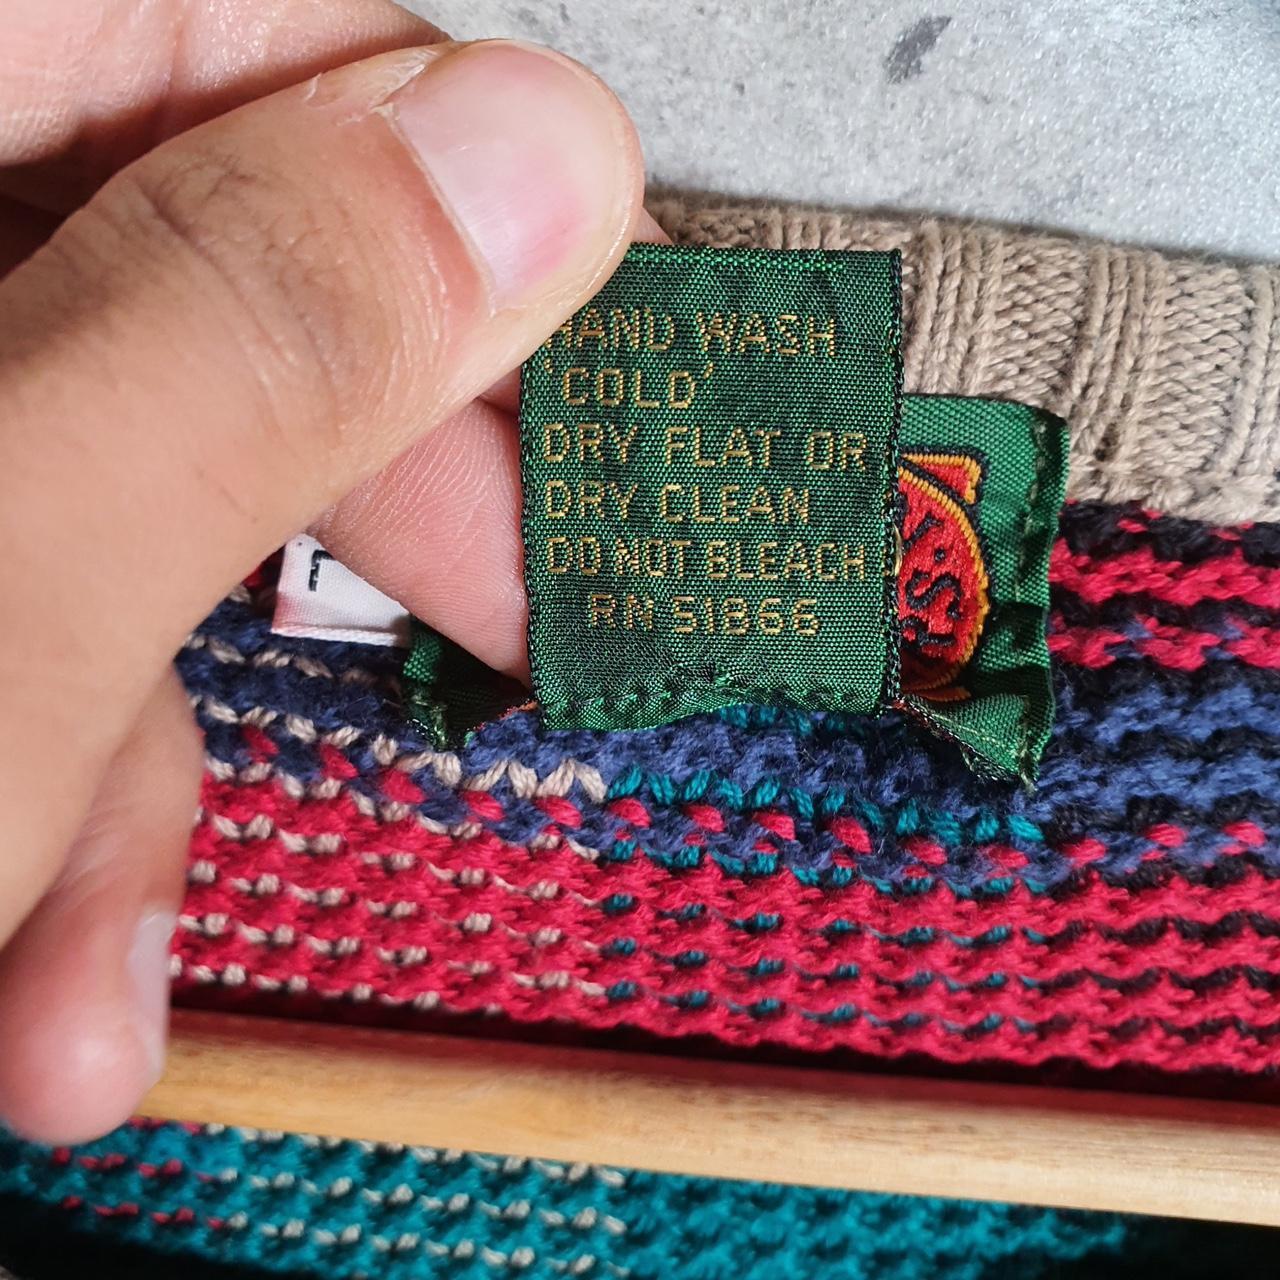 HAND WASH
'COLD'
DRY FLAT OR
DRY CLEAN
DO NOT BLEACH
RN 51866